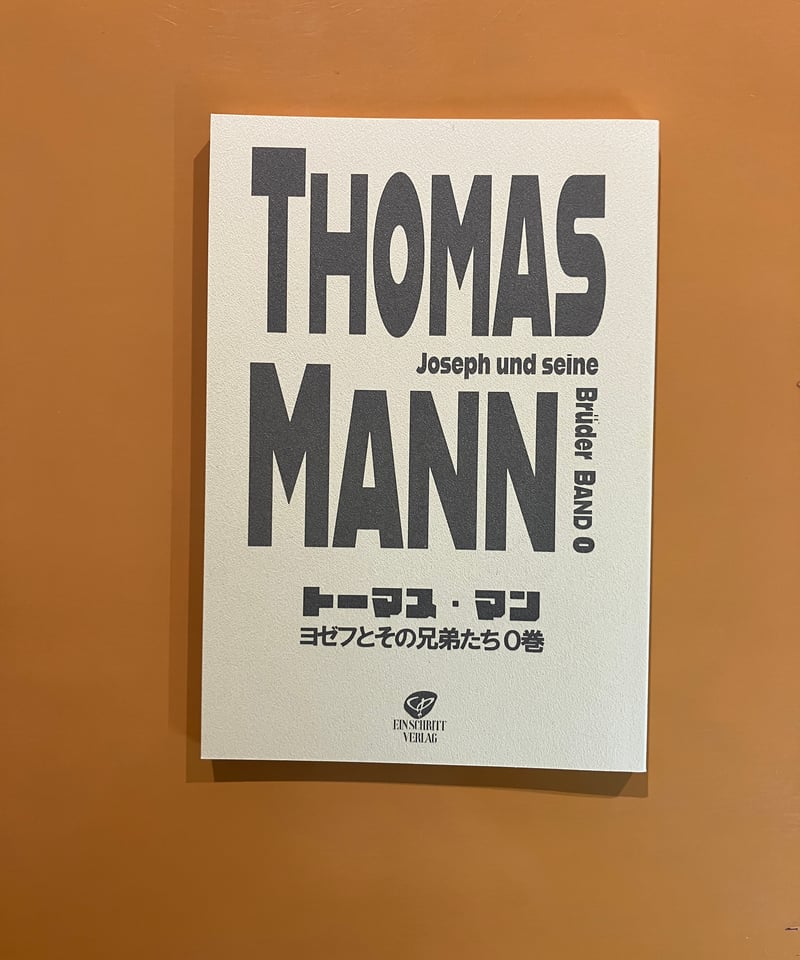 THOMAS
Joseph und seine
Brüder BAND 0
MANN
トーマス・マン
ヨゼフとその兄弟たち0巻
EINSCHRITT
VERLAG